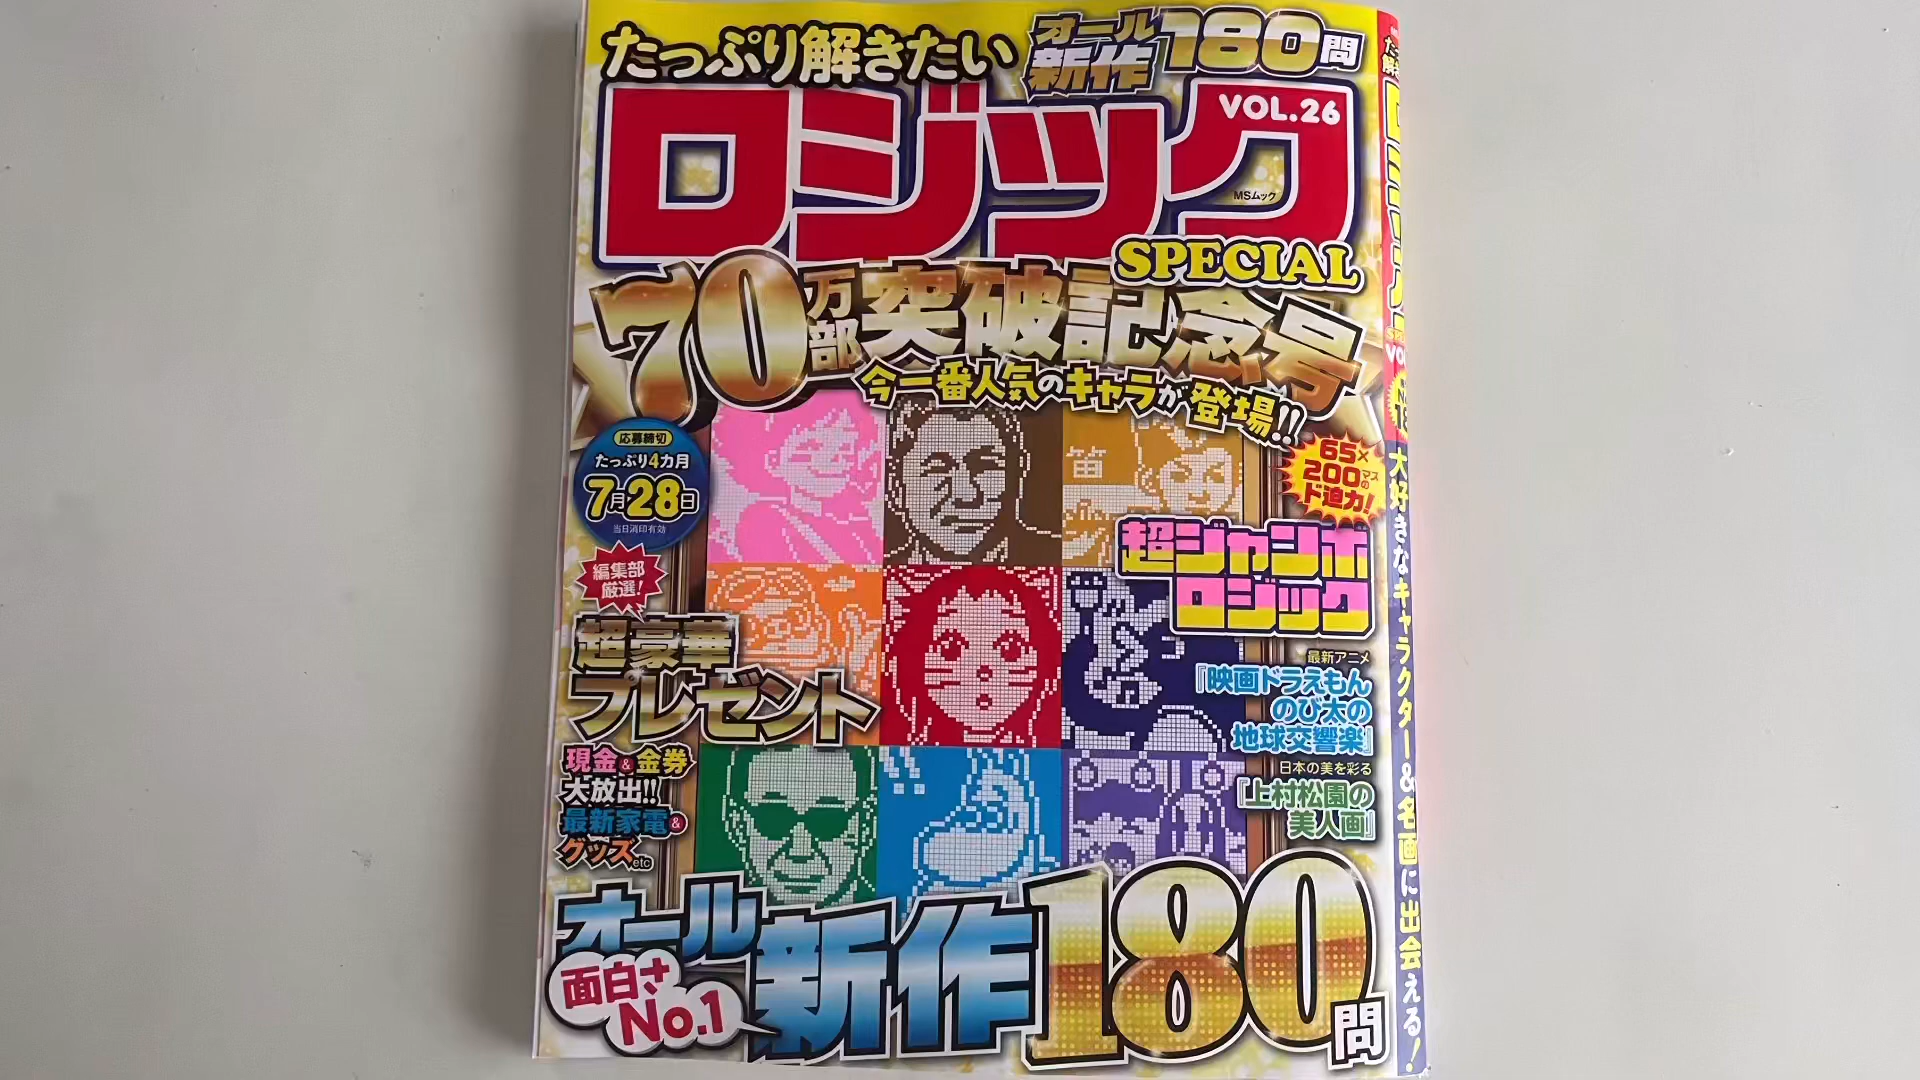 たっぷり解きたい
オール新作180問
ロジック
VOL.26
MSムック
SPECIAL
70万部突破記念号
今一番人気のキャラが登場!!
応募締切
たっぷり4カ月
7月28日
当日消印有効
笛
65×
200マスの
ド迫力!
超ジャンボ
ロジック
編集部
厳選!
超豪華
プレゼント
現金&金券
大放出!!
最新家電&
グッズetc
最新アニメ
『映画ドラえもん
のび太の
地球交響楽』
日本の美を彩る
『上村松園の
美人画』
オール新作180問
面白さ
No.1
大好きなキャラクター&名画に出会える!